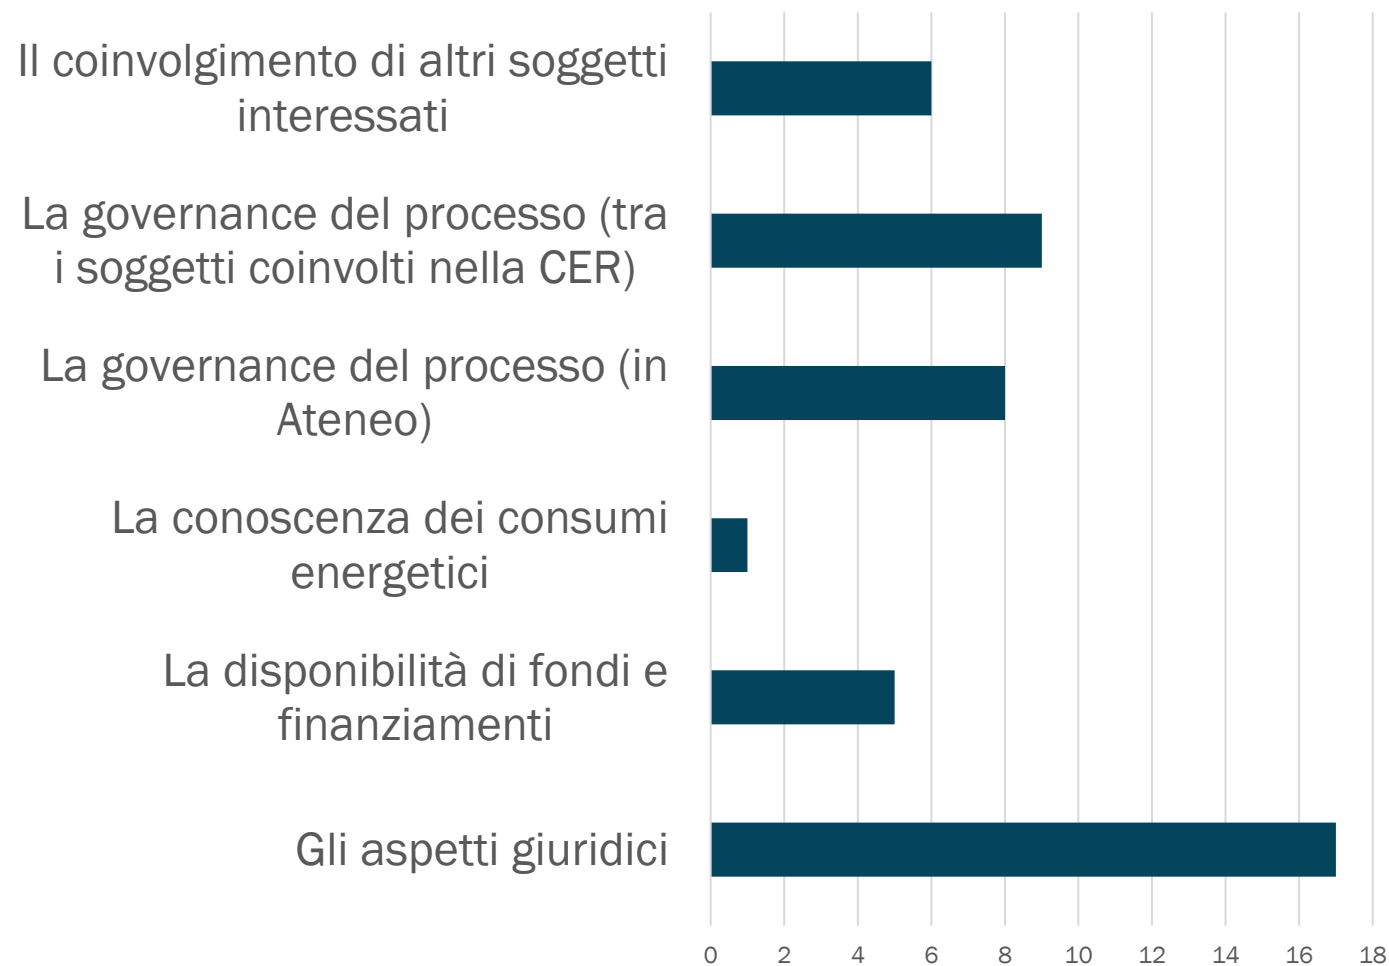 Il coinvolgimento di altri soggetti
interessati
La governance del processo (tra
i soggetti coinvolti nella CER)
La governance del processo (in
Ateneo)
La conoscenza dei consumi
energetici
La disponibilità di fondi e
finanziamenti
Gli aspetti giuridici
0 2 4 6 8 10 12 14 16 18